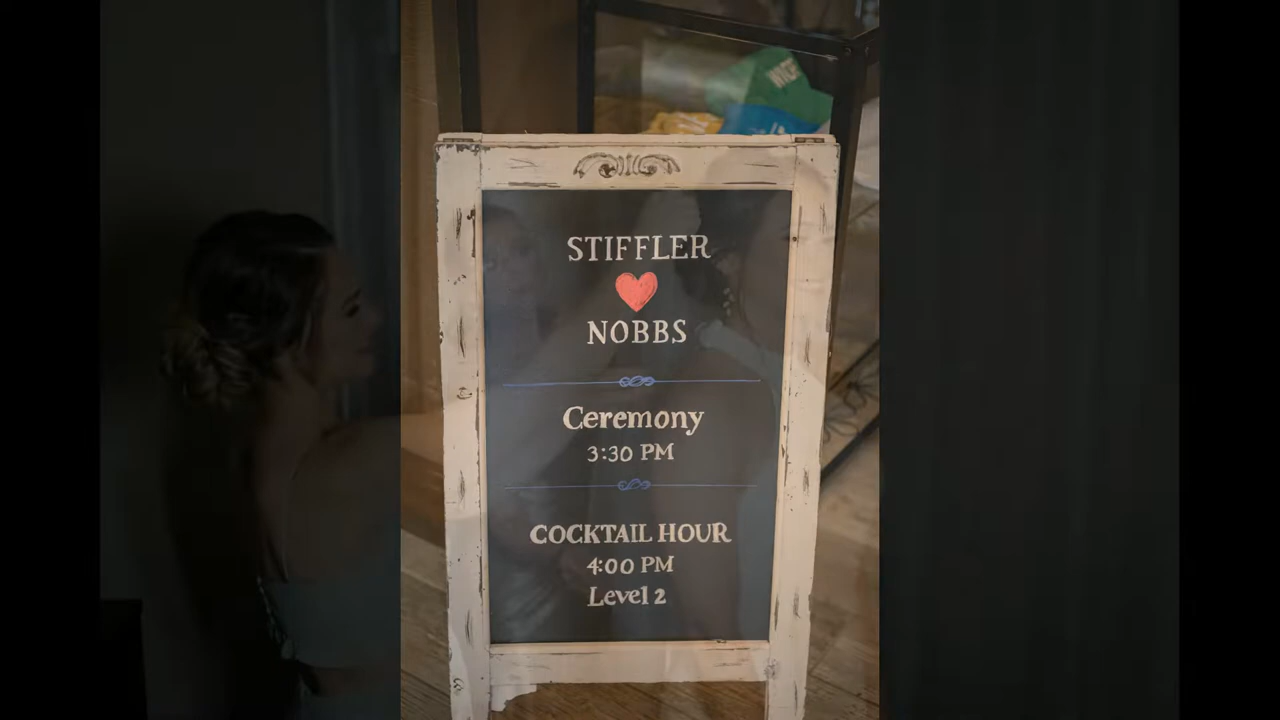 STIFFLER
NOBBS
Ceremony
3:30 PM
COCKTAIL HOUR
4:00 PM
Level 2